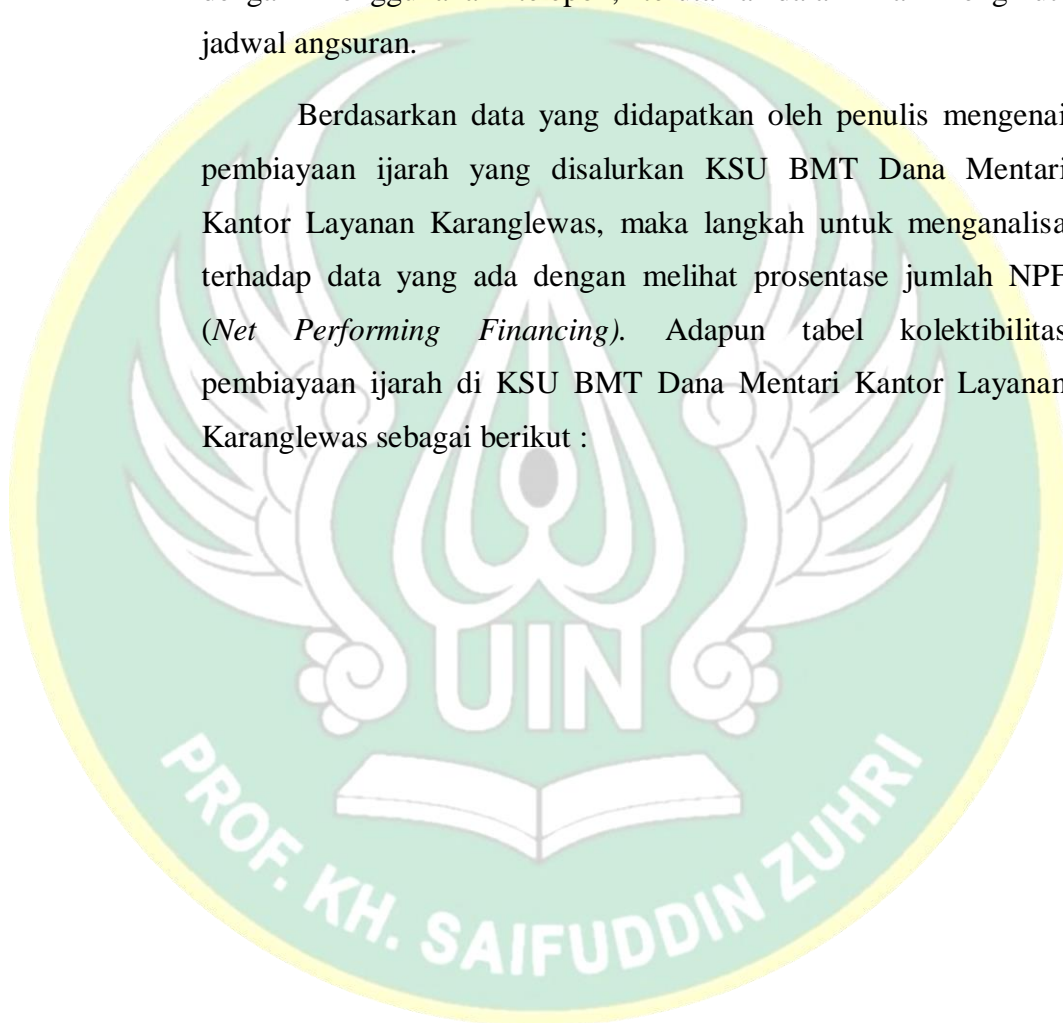 jadwal angsuran.
Berdasarkan data yang didapatkan oleh penulis mengenai
pembiayaan ijarah yang disalurkan KSU BMT Dana Mentari
Kantor Layanan Karanglewas, maka langkah untuk menganalisa
terhadap data yang ada dengan melihat prosentase jumlah NPF
(Net Performing Financing). Adapun tabel kolektibilitas
pembiayaan ijarah di KSU BMT Dana Mentari Kantor Layanan
Karanglewas sebagai berikut :
UIN
PROF. KH. SAIFUDDIN ZUHRI